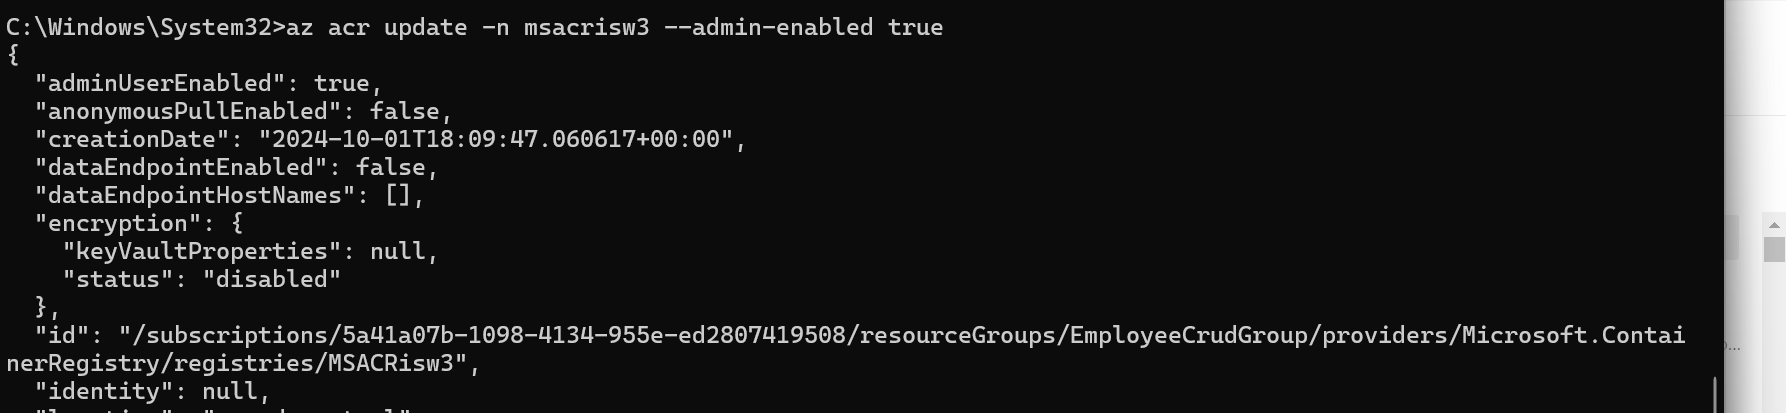 C:\Windows\System32>az acr update -n msacrisw3 --admin-enabled true
{
  "adminUserEnabled": true,
  "anonymousPullEnabled": false,
  "creationDate": "2024-10-01T18:09:47.060617+00:00",
  "dataEndpointEnabled": false,
  "dataEndpointHostNames": [],
  "encryption": {
    "keyVaultProperties": null,
    "status": "disabled"
  },
  "id": "/subscriptions/5a41a07b-1098-4134-955e-ed2807419508/resourceGroups/EmployeeCrudGroup/providers/Microsoft.Contai
nerRegistry/registries/MSACRisw3",
  "identity": null,